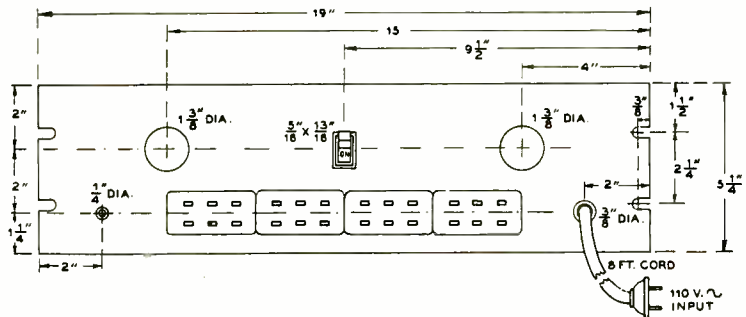 19"
15
9 1/2"
4"
2"
1 3/8" DIA.
5/16" x 13/16"
ON
1 3/8" DIA.
3/8"
1 1/2"
2"
1/4" DIA.
2"
3/8" DIA.
2 1/4"
5 1/4"
1 1/4"
2"
8 FT. CORD
110 V.~
INPUT